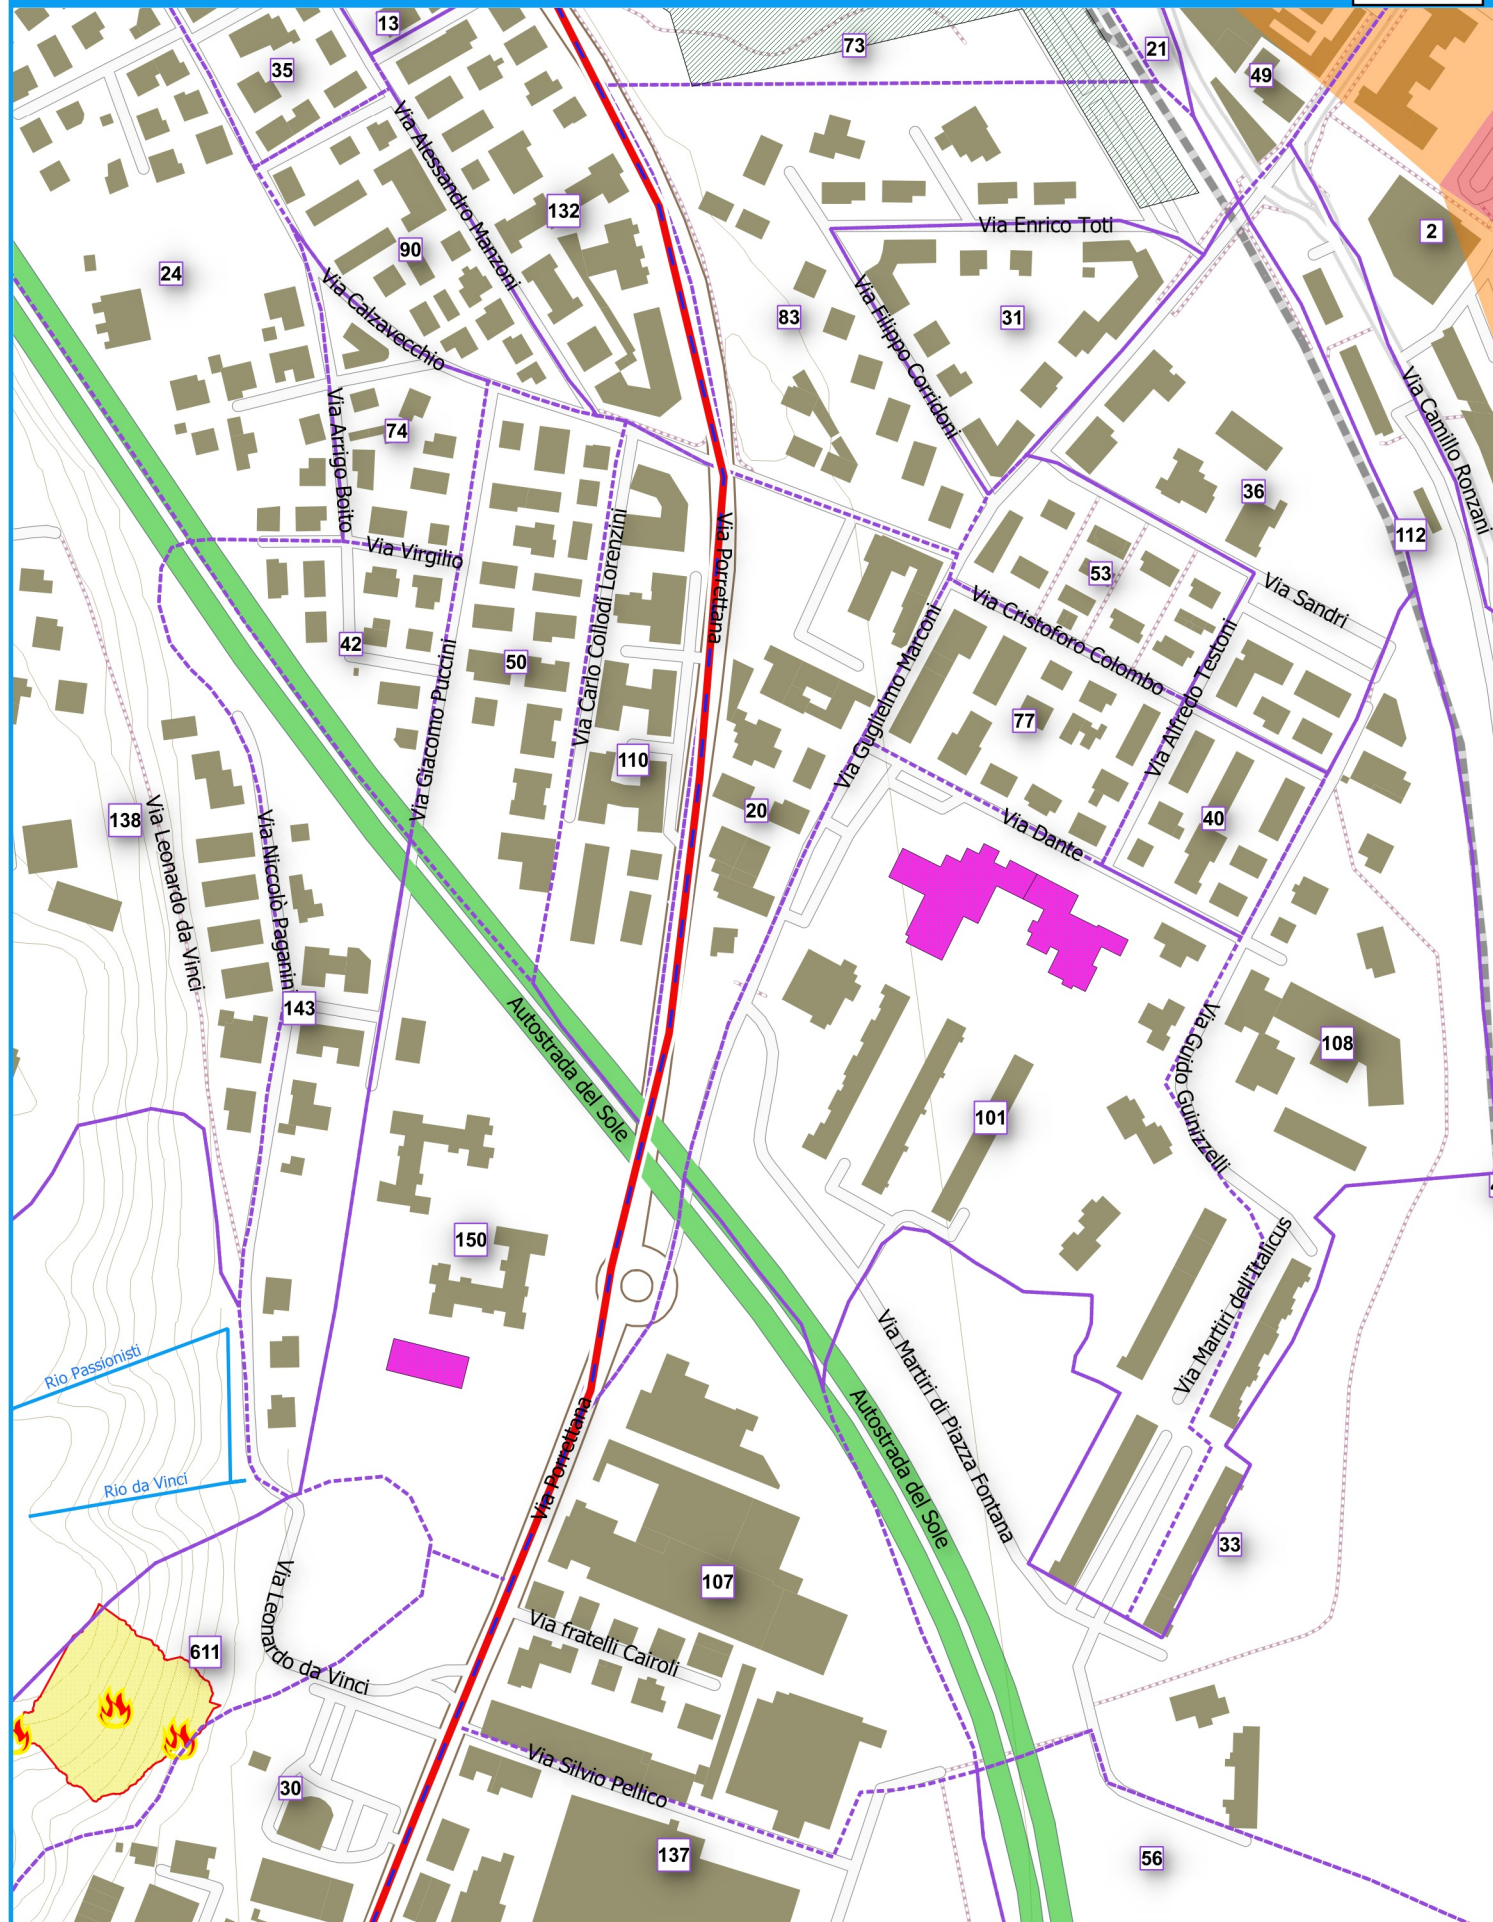 13
35
73
21
49
Via Alessandro Manzoni
132
2
Via Enrico Toti
90
24
Via Calzavecchio
83
Via Filippo Corridoni
31
Via Arrigo Boito
74
Via Camillo Ronzani
36
112
Via Virgilio
Via Carlo Collodi Lorenzini
Via Porrettana
53
Via Sandri
Via Cristoforo Colombo
42
50
Via Giacomo Puccini
Via Guglielmo Marconi
Via Alfredo Testoni
77
110
138
Via Leonardo da Vinci
Via Niccolò Paganini
20
Via Dante
40
143
Autostrada del Sole
Via Guido Guinizzelli
108
101
150
Via Martiri dell'Italicus
Rio Passionisti
Via Martiri di Piazza Fontana
Autostrada del Sole
Via Porrettana
Rio da Vinci
33
107
Via Leonardo da Vinci
611
Via fratelli Cairoli
Via Silvio Pellico
30
137
56